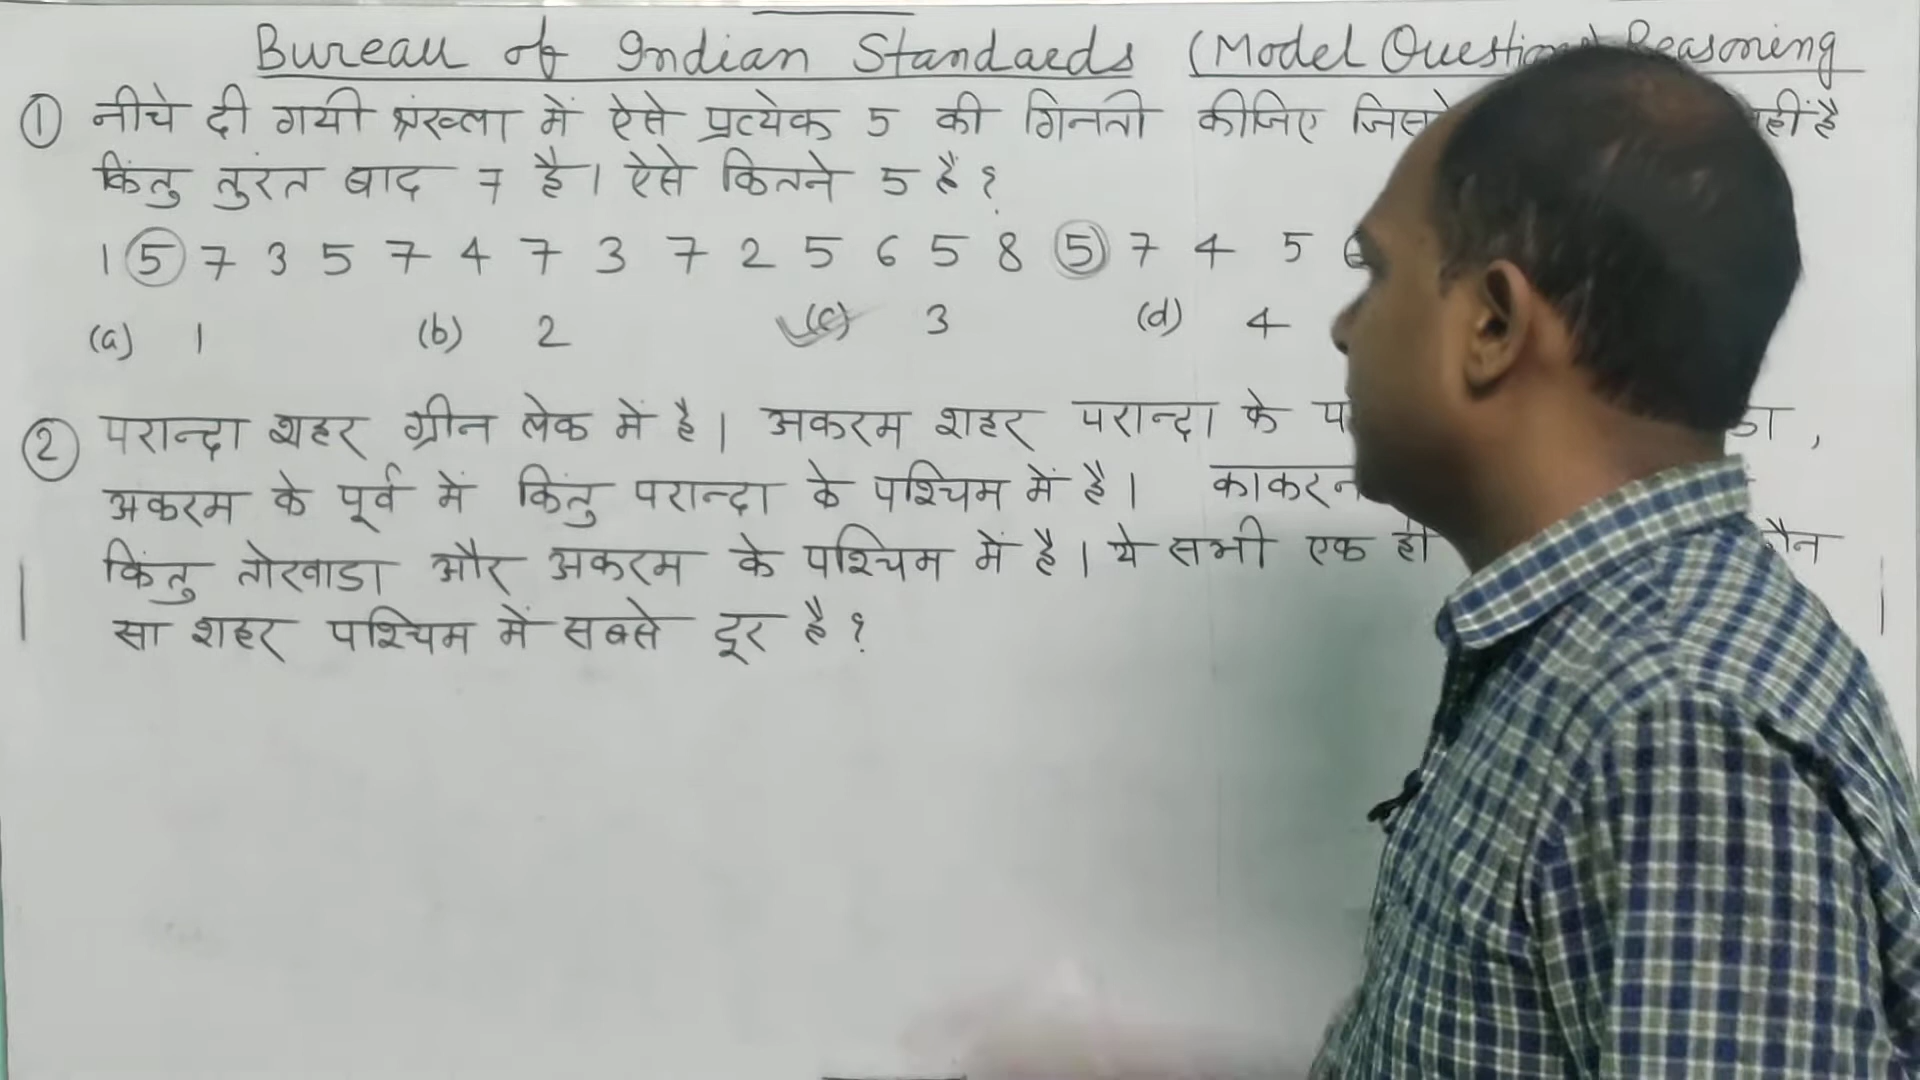 Bureau of Indian Standards (Model Question) Reasoning
① नीचे दी गयी श्रंख्ला में ऐसे प्रत्येक 5 की गिनती कीजिए नहीं है
किंतु तुरंत बाद 7 है। ऐसे कितने 5 हैं?
1 5 7 3 5 7 4 7 3 7 2 5 6 5 8 5 7 4 5
(a) 1 (b) 2 (c) 3 (d) 4
② परान्दा शहर ग्रीन लेक में है। अकरम शहर परान्दा के
अकरम के पूर्व में किंतु परान्दा के पश्चिम में है।
किंतु तोरवाडा और अकरम के पश्चिम में है। ये सभी एक ही
सा शहर पश्चिम में सबसे दूर है?